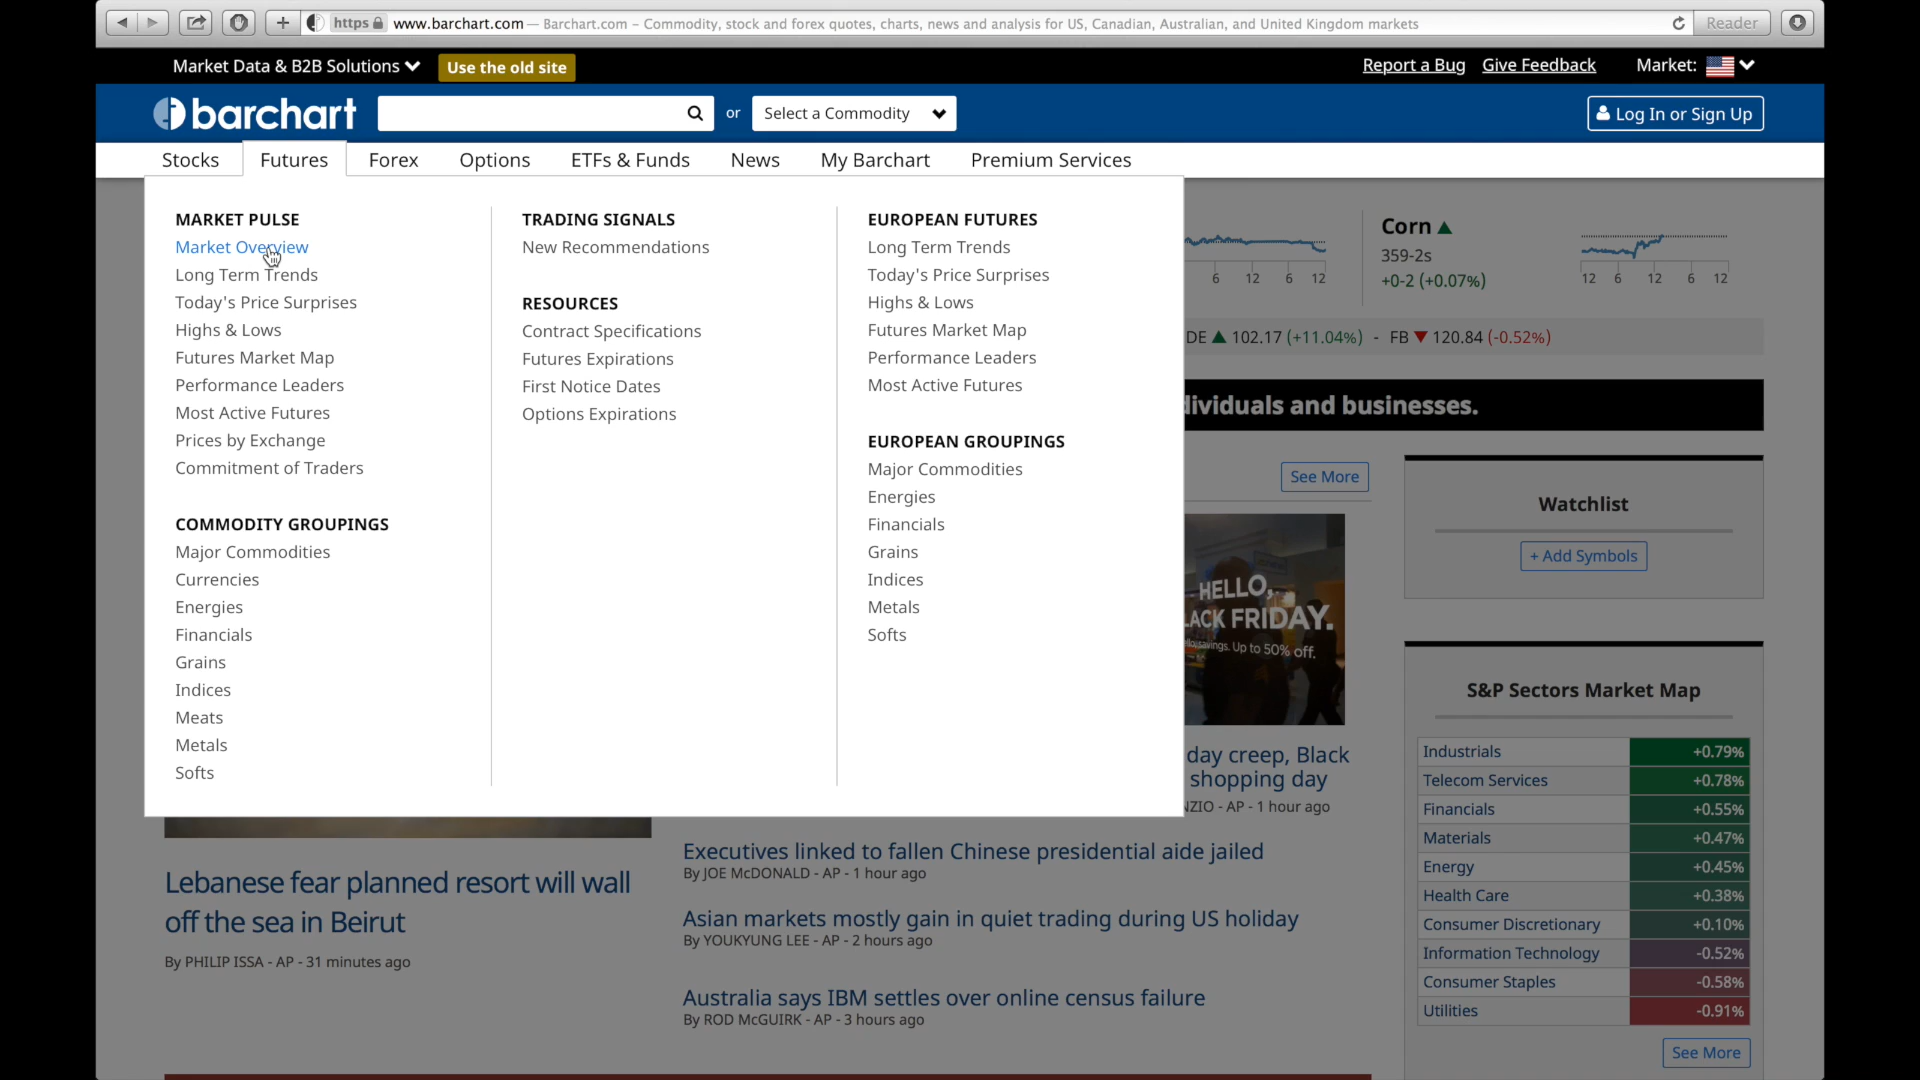 https www.barchart.com — Barchart.com – Commodity, stock and forex quotes, charts, news and analysis for US, Canadian, Australian, and United Kingdom markets Reader
Market Data & B2B Solutions Use the old site Report a Bug Give Feedback Market:
barchart or Select a Commodity Log In or Sign Up
Stocks Futures Forex Options ETFs & Funds News My Barchart Premium Services
MARKET PULSE
Market Overview
Long Term Trends
Today's Price Surprises
Highs & Lows
Futures Market Map
Performance Leaders
Most Active Futures
Prices by Exchange
Commitment of Traders
COMMODITY GROUPINGS
Major Commodities
Currencies
Energies
Financials
Grains
Indices
Meats
Metals
Softs
TRADING SIGNALS
New Recommendations
RESOURCES
Contract Specifications
Futures Expirations
First Notice Dates
Options Expirations
EUROPEAN FUTURES
Long Term Trends
Today's Price Surprises
Highs & Lows
Futures Market Map
Performance Leaders
Most Active Futures
EUROPEAN GROUPINGS
Major Commodities
Energies
Financials
Grains
Indices
Metals
Softs
6 12 6 12
Corn
359-2s
+0-2 (+0.07%)
12 6 12 6 12
DE 102.17 (+11.04%) - FB 120.84 (-0.52%)
dividuals and businesses.
See More
HELLO,
ACK FRIDAY.
savings. Up to 50% off.
day creep, Black
shopping day
NZIO - AP - 1 hour ago
Lebanese fear planned resort will wall
off the sea in Beirut
By PHILIP ISSA - AP - 31 minutes ago
Executives linked to fallen Chinese presidential aide jailed
By JOE McDONALD - AP - 1 hour ago
Asian markets mostly gain in quiet trading during US holiday
By YOUKYUNG LEE - AP - 2 hours ago
Australia says IBM settles over online census failure
By ROD McGUIRK - AP - 3 hours ago
Watchlist
+ Add Symbols
S&P Sectors Market Map
Industrials +0.79%
Telecom Services +0.78%
Financials +0.55%
Materials +0.47%
Energy +0.45%
Health Care +0.38%
Consumer Discretionary +0.10%
Information Technology -0.52%
Consumer Staples -0.58%
Utilities -0.91%
See More